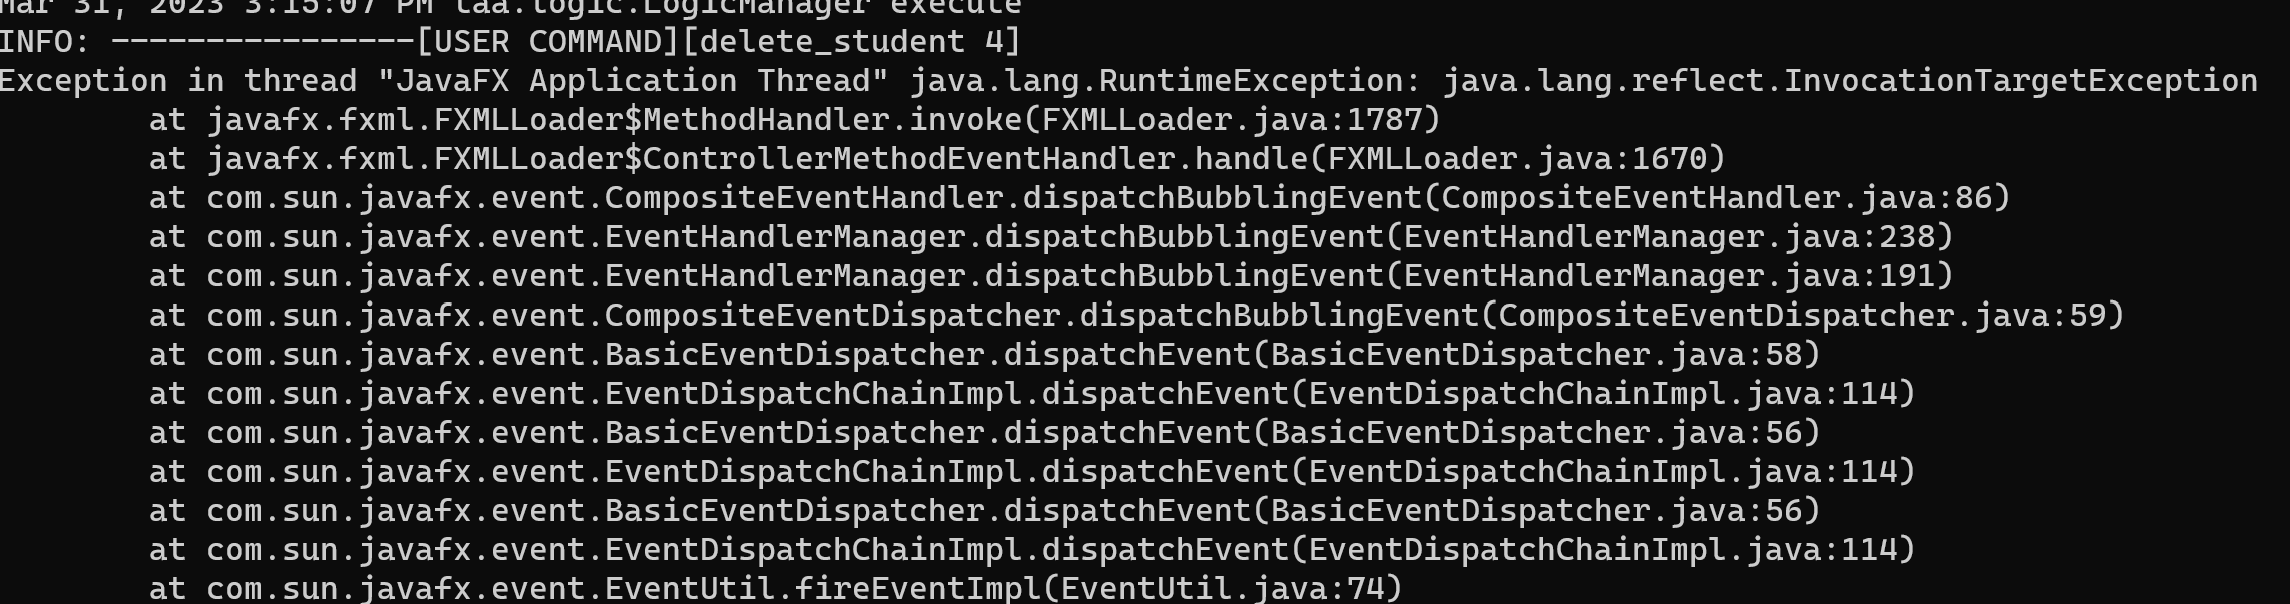 Mar 31, 2023 3:15:07 PM taa.logic.LogicManager execute
INFO: ----------------[USER COMMAND][delete_student 4]
Exception in thread "JavaFX Application Thread" java.lang.RuntimeException: java.lang.reflect.InvocationTargetException
        at javafx.fxml.FXMLLoader$MethodHandler.invoke(FXMLLoader.java:1787)
        at javafx.fxml.FXMLLoader$ControllerMethodEventHandler.handle(FXMLLoader.java:1670)
        at com.sun.javafx.event.CompositeEventHandler.dispatchBubblingEvent(CompositeEventHandler.java:86)
        at com.sun.javafx.event.EventHandlerManager.dispatchBubblingEvent(EventHandlerManager.java:238)
        at com.sun.javafx.event.EventHandlerManager.dispatchBubblingEvent(EventHandlerManager.java:191)
        at com.sun.javafx.event.CompositeEventDispatcher.dispatchBubblingEvent(CompositeEventDispatcher.java:59)
        at com.sun.javafx.event.BasicEventDispatcher.dispatchEvent(BasicEventDispatcher.java:58)
        at com.sun.javafx.event.EventDispatchChainImpl.dispatchEvent(EventDispatchChainImpl.java:114)
        at com.sun.javafx.event.BasicEventDispatcher.dispatchEvent(BasicEventDispatcher.java:56)
        at com.sun.javafx.event.EventDispatchChainImpl.dispatchEvent(EventDispatchChainImpl.java:114)
        at com.sun.javafx.event.BasicEventDispatcher.dispatchEvent(BasicEventDispatcher.java:56)
        at com.sun.javafx.event.EventDispatchChainImpl.dispatchEvent(EventDispatchChainImpl.java:114)
        at com.sun.javafx.event.EventUtil.fireEventImpl(EventUtil.java:74)